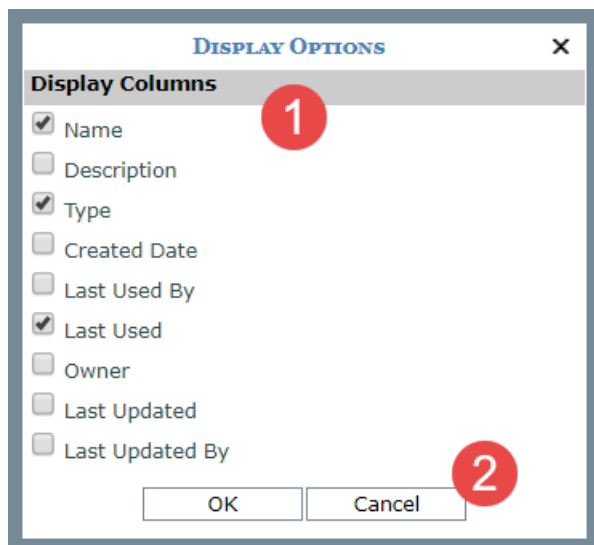 Display Options
Display Columns
1
Name
Description
Type
Created Date
Last Used By
Last Used
Owner
Last Updated
Last Updated By
2
OK Cancel